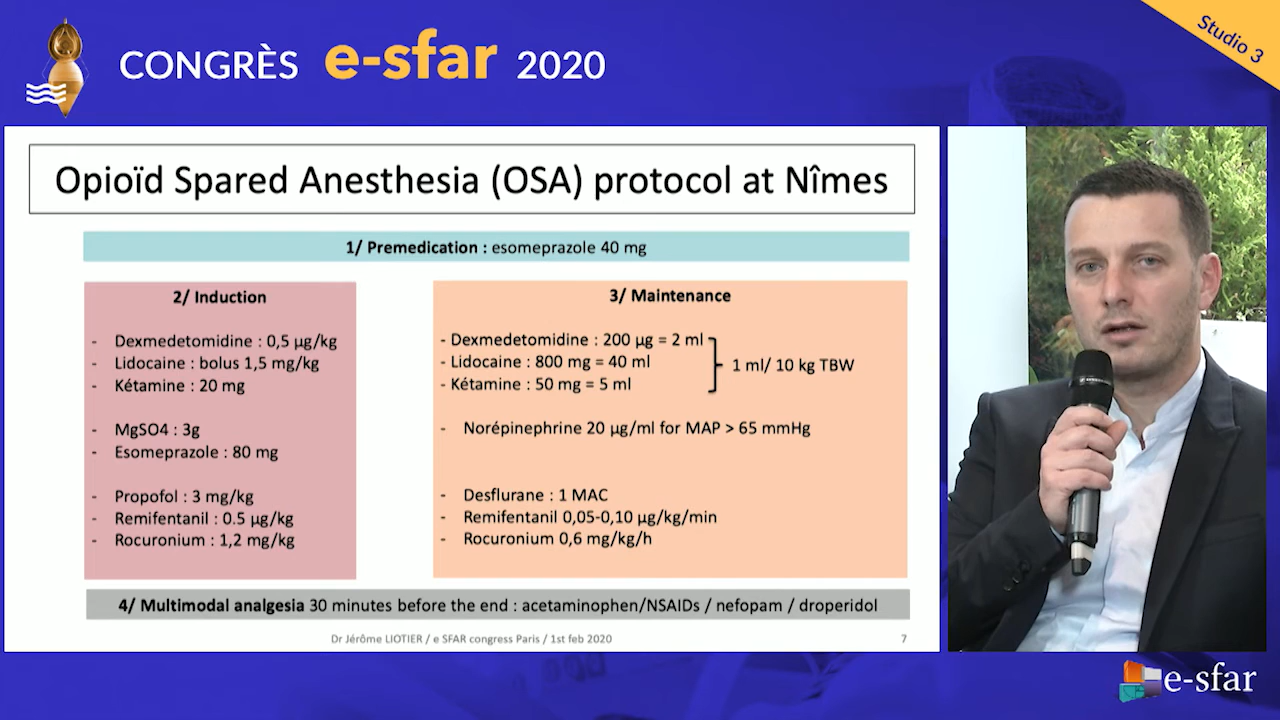 CONGRÈS e-sfar 2020
Studio 3
Opioïd Spared Anesthesia (OSA) protocol at Nîmes
1/ Premedication : esomeprazole 40 mg
2/ Induction
- Dexmedetomidine : 0,5 µg/kg
- Lidocaine : bolus 1,5 mg/kg
- Kétamine : 20 mg
- MgSO4 : 3g
- Esomeprazole : 80 mg
- Propofol : 3 mg/kg
- Remifentanil : 0.5 µg/kg
- Rocuronium : 1,2 mg/kg
3/ Maintenance
- Dexmedetomidine : 200 µg = 2 ml
- Lidocaine : 800 mg = 40 ml
- Kétamine : 50 mg = 5 ml
1 ml/ 10 kg TBW
- Norépinephrine 20 µg/ml for MAP > 65 mmHg
- Desflurane : 1 MAC
- Remifentanil 0,05-0,10 µg/kg/min
- Rocuronium 0,6 mg/kg/h
4/ Multimodal analgesia 30 minutes before the end : acetaminophen/NSAIDs / nefopam / droperidol
Dr Jérôme LIOTIER / e SFAR congress Paris / 1st feb 2020
7
e-sfar